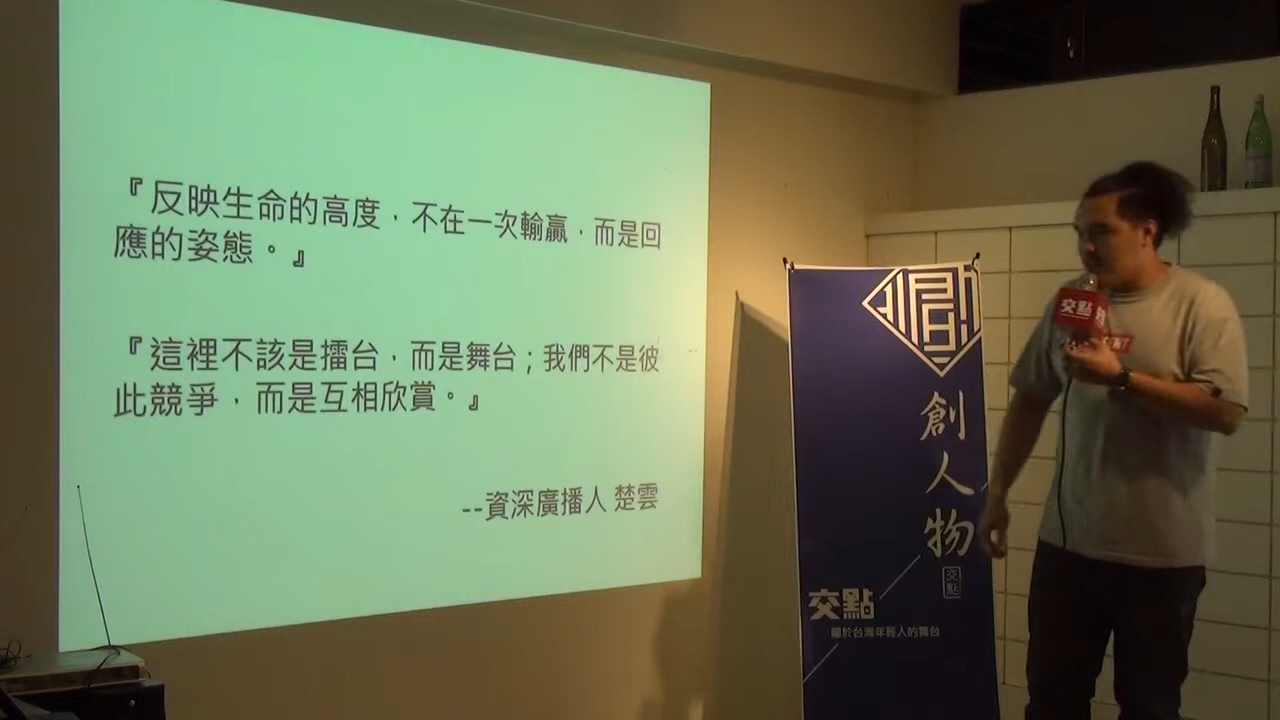 『反映生命的高度，不在一次輸贏，而是回
應的姿態。』
『這裡不該是擂台，而是舞台；我們不是彼
此競爭，而是互相欣賞。』
--資深廣播人 楚雲
創人物
交點
交點
屬於台灣年輕人的舞台
交點